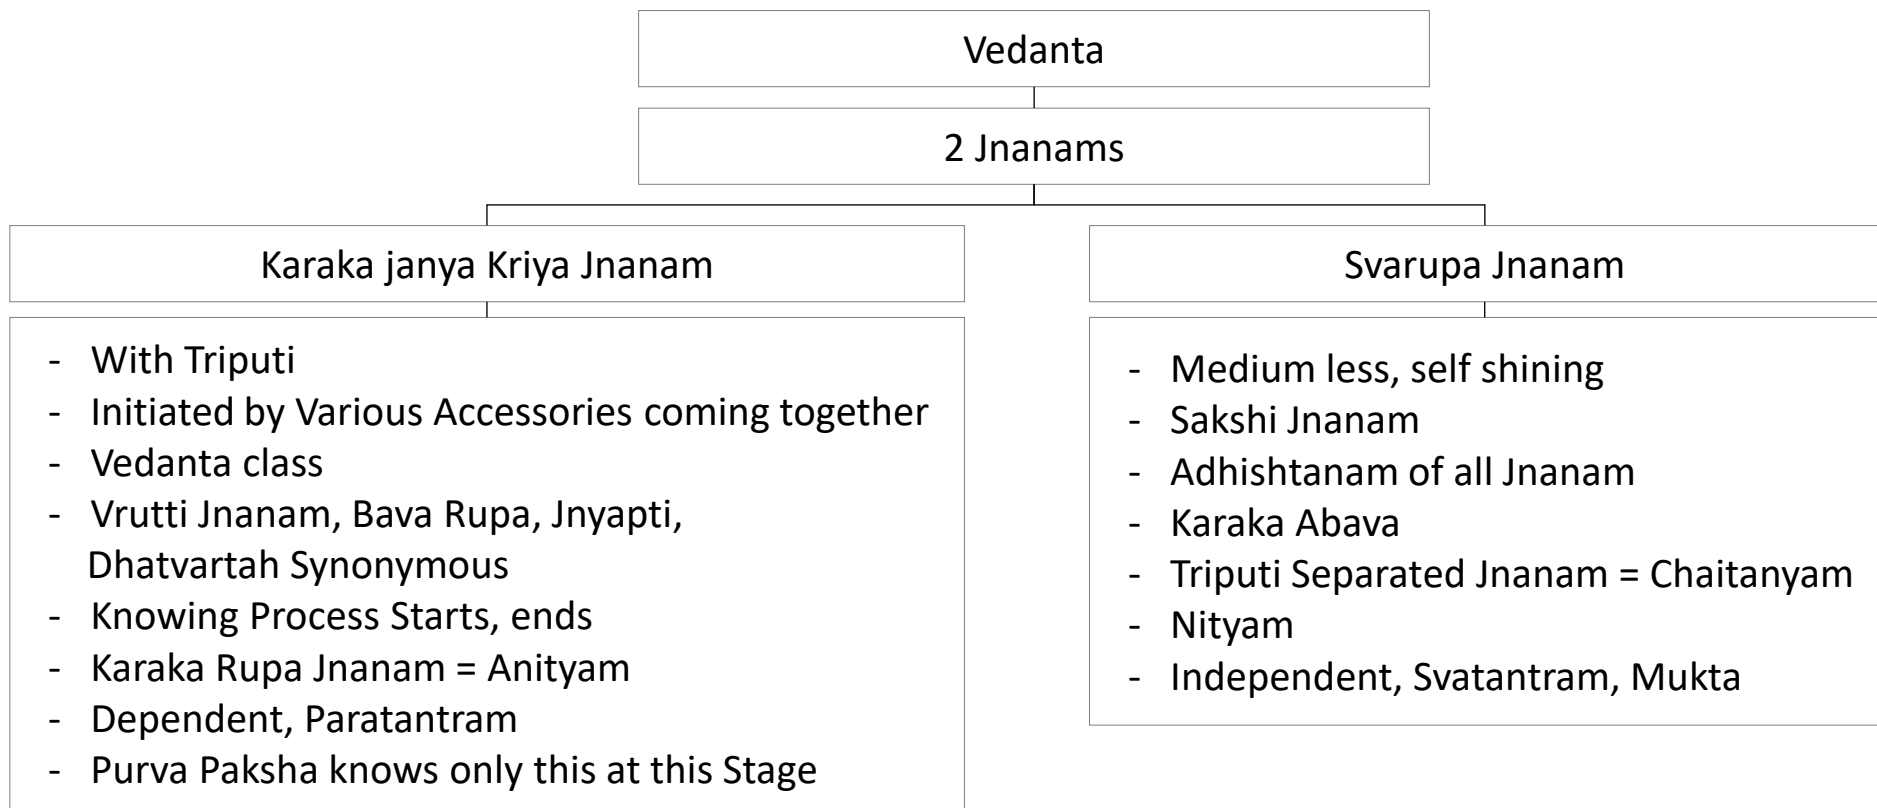 Vedanta
2 Jnanams
Karaka janya Kriya Jnanam
- With Triputi
- Initiated by Various Accessories coming together
- Vedanta class
- Vrutti Jnanam, Bava Rupa, Jnyapti,
Dhatvartah Synonymous
- Knowing Process Starts, ends
- Karaka Rupa Jnanam = Anityam
- Dependent, Paratantram
- Purva Paksha knows only this at this Stage
Svarupa Jnanam
- Medium less, self shining
- Sakshi Jnanam
- Adhishtanam of all Jnanam
- Karaka Abava
- Triputi Separated Jnanam = Chaitanyam
- Nityam
- Independent, Svatantram, Mukta